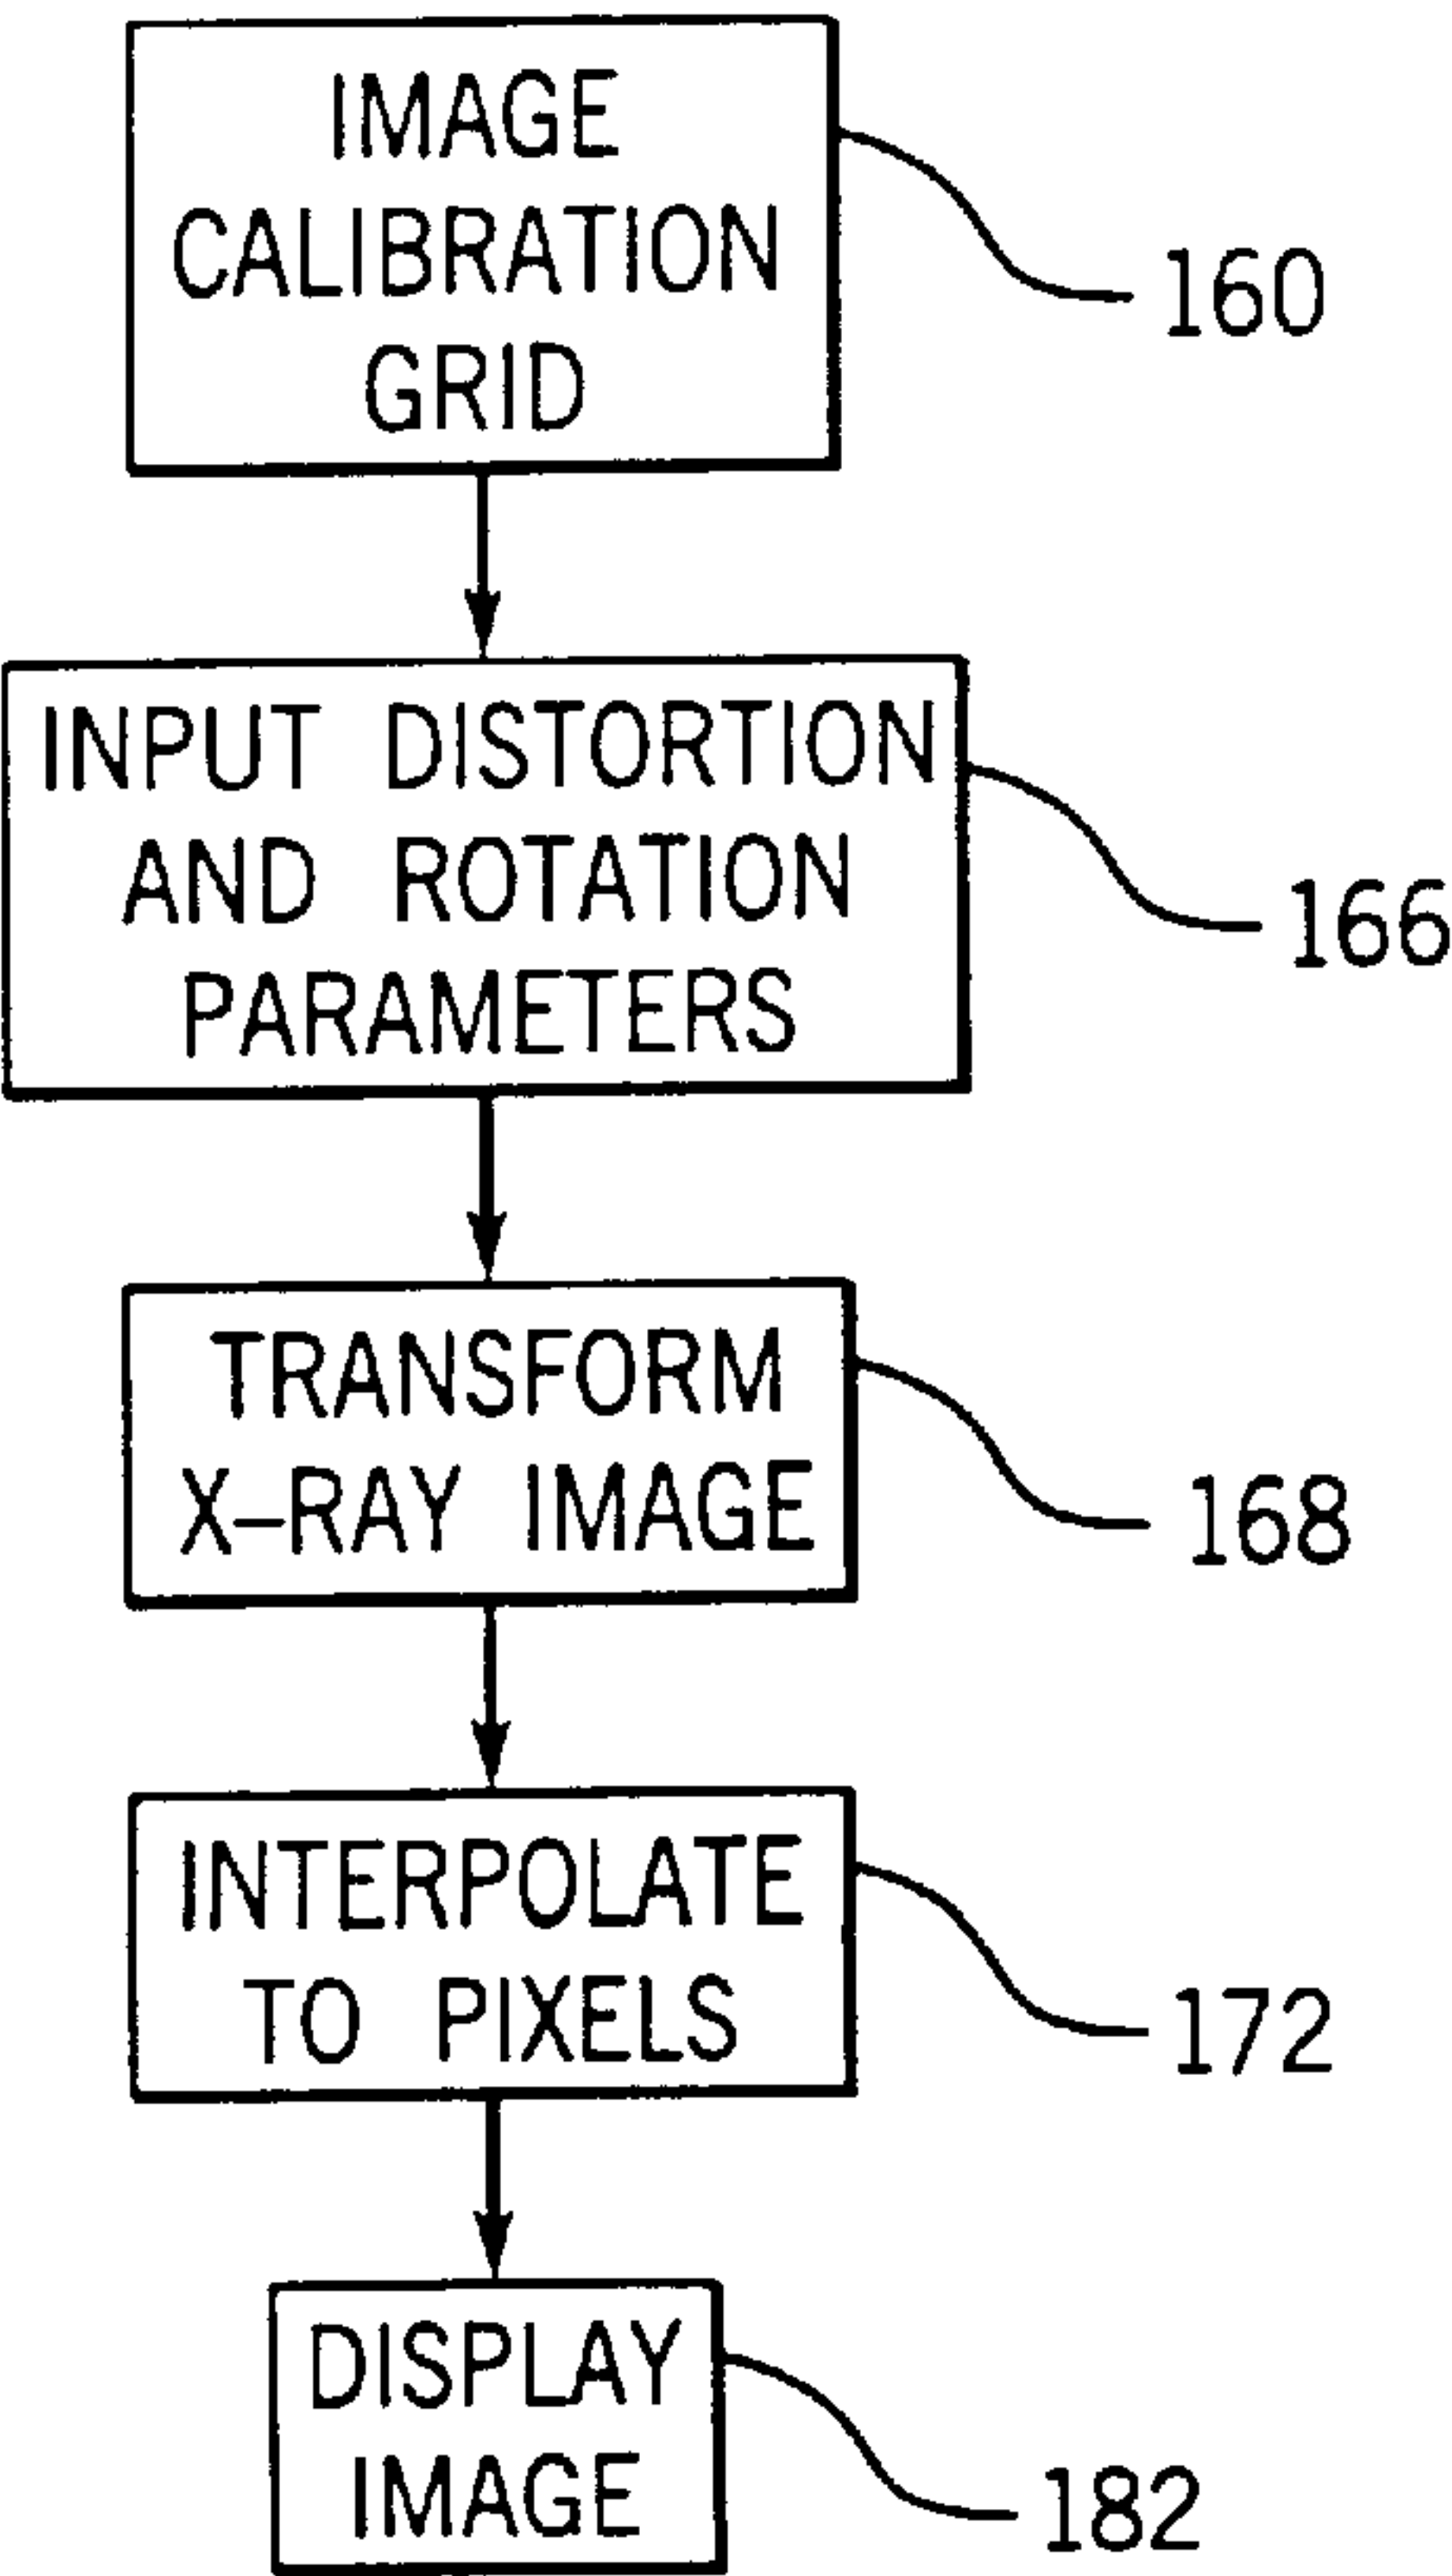 IMAGE
CALIBRATION
GRID
160
INPUT DISTORTION
AND ROTATION
PARAMETERS
166
TRANSFORM
X-RAY IMAGE
168
INTERPOLATE
TO PIXELS
172
DISPLAY
IMAGE
182